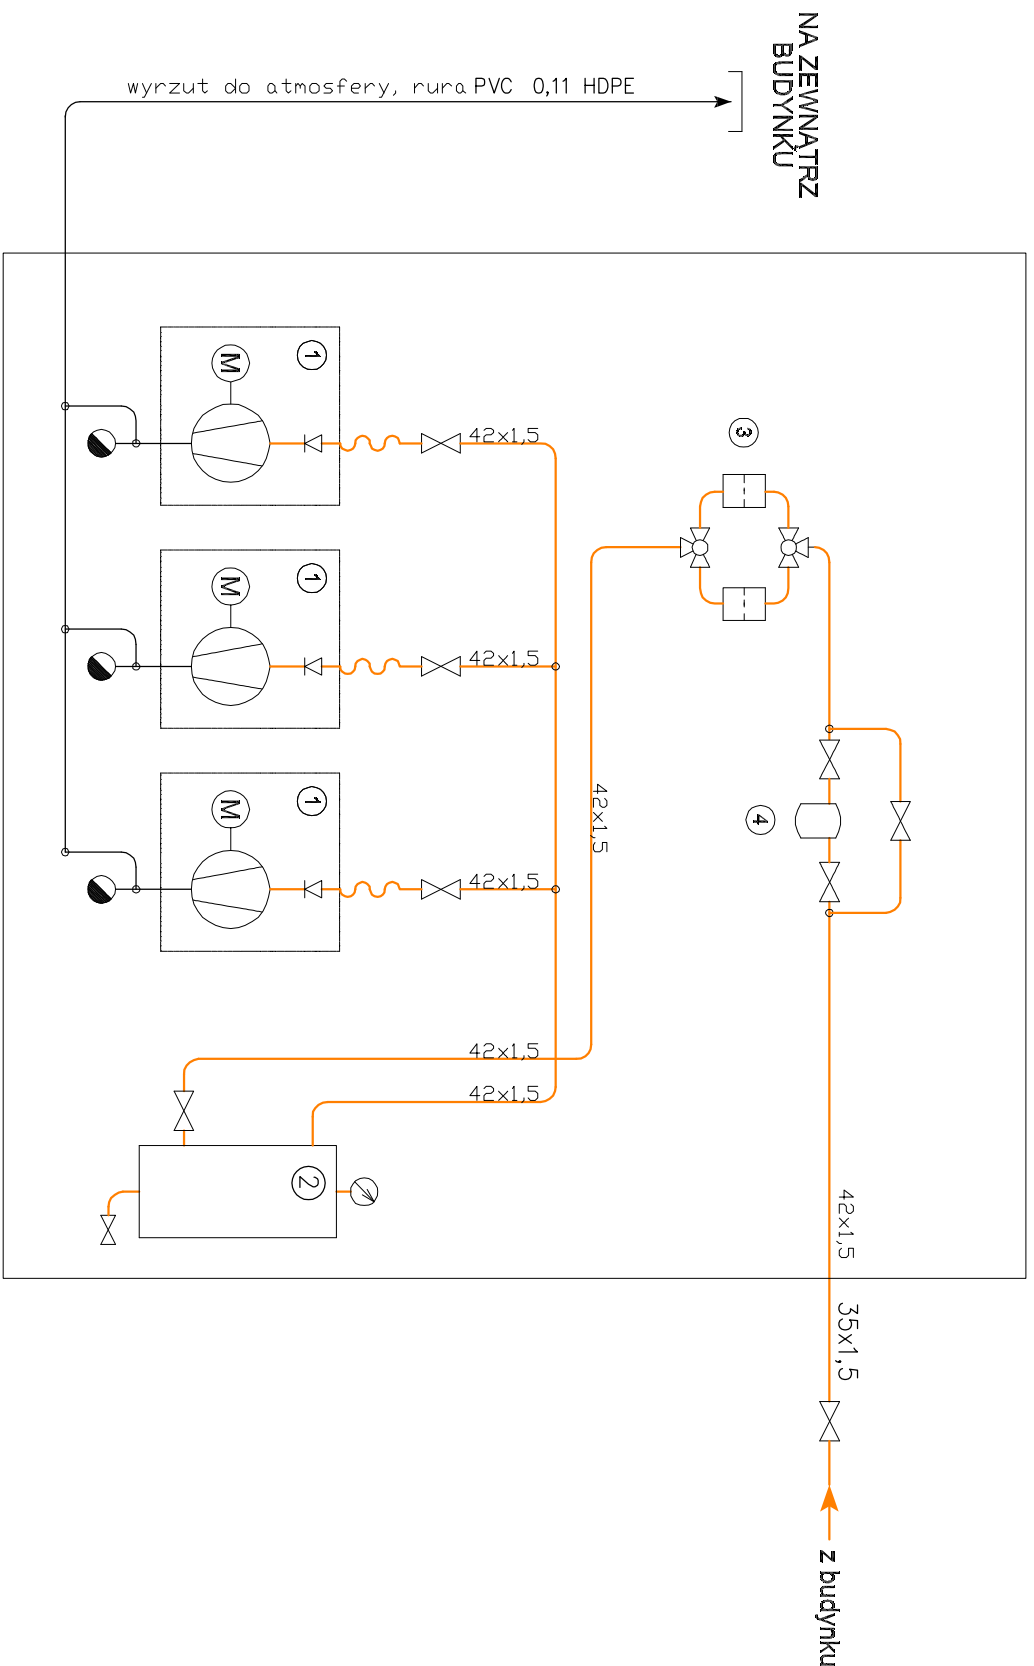 NA ZEWNĄTRZ
BUDYNKU
wyrzut do atmosfery, rura PVC 0,11 HDPE
1
M
42x1,5
3
1
M
42x1,5
42x1,5
4
1
M
42x1,5
42x1,5
42x1,5
2
42x1,5
35x1,5
z budynku